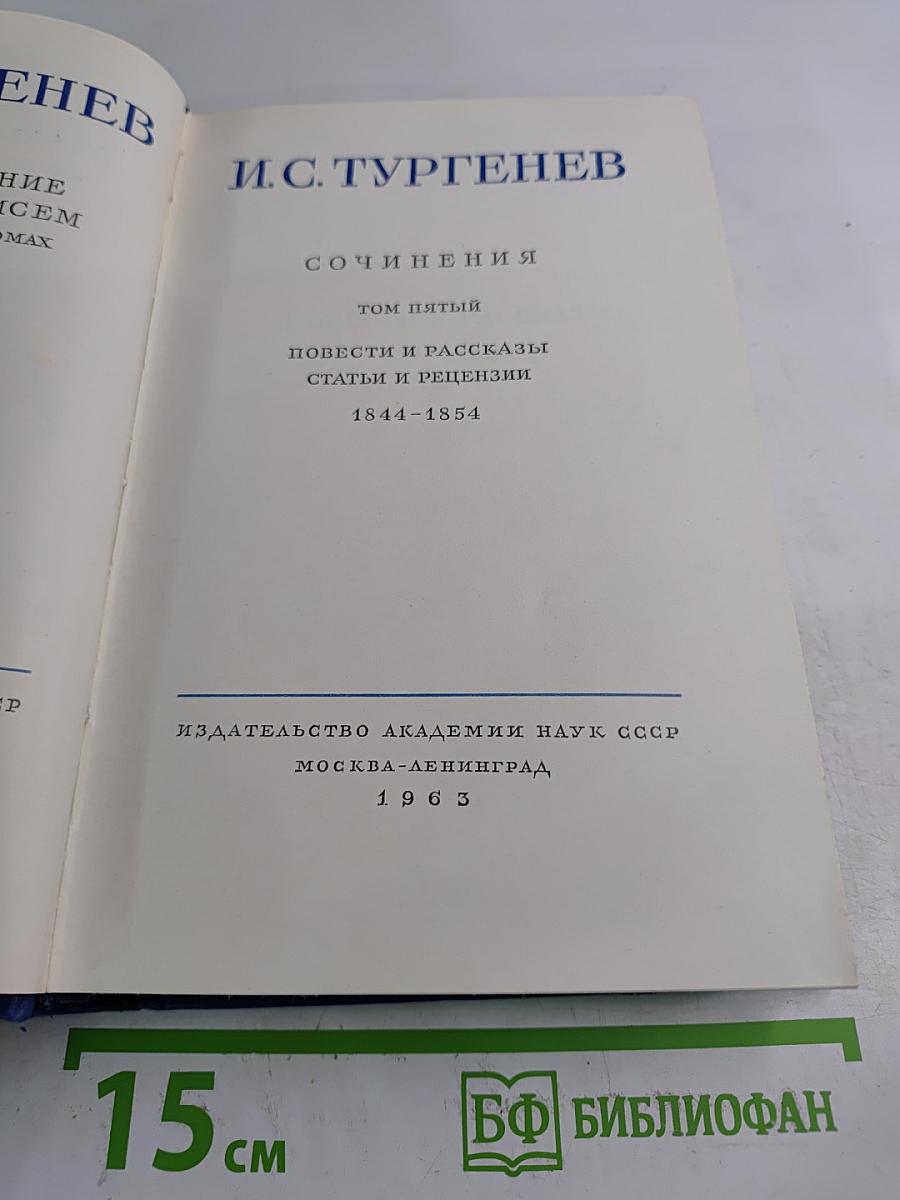 ЕНЕВ
НИЕ
ИСЕМ
ОМАХ
СР
И.С.ТУРГЕНЕВ
СОЧИНЕНИЯ
ТОМ ПЯТЫЙ
ПОВЕСТИ И РАССКАЗЫ
СТАТЬИ И РЕЦЕНЗИИ
1844-1854
ИЗДАТЕЛЬСТВО АКАДЕМИИ НАУК СССР
МОСКВА-ЛЕНИНГРАД
1963
15 см
БФ БИБЛИОФАН